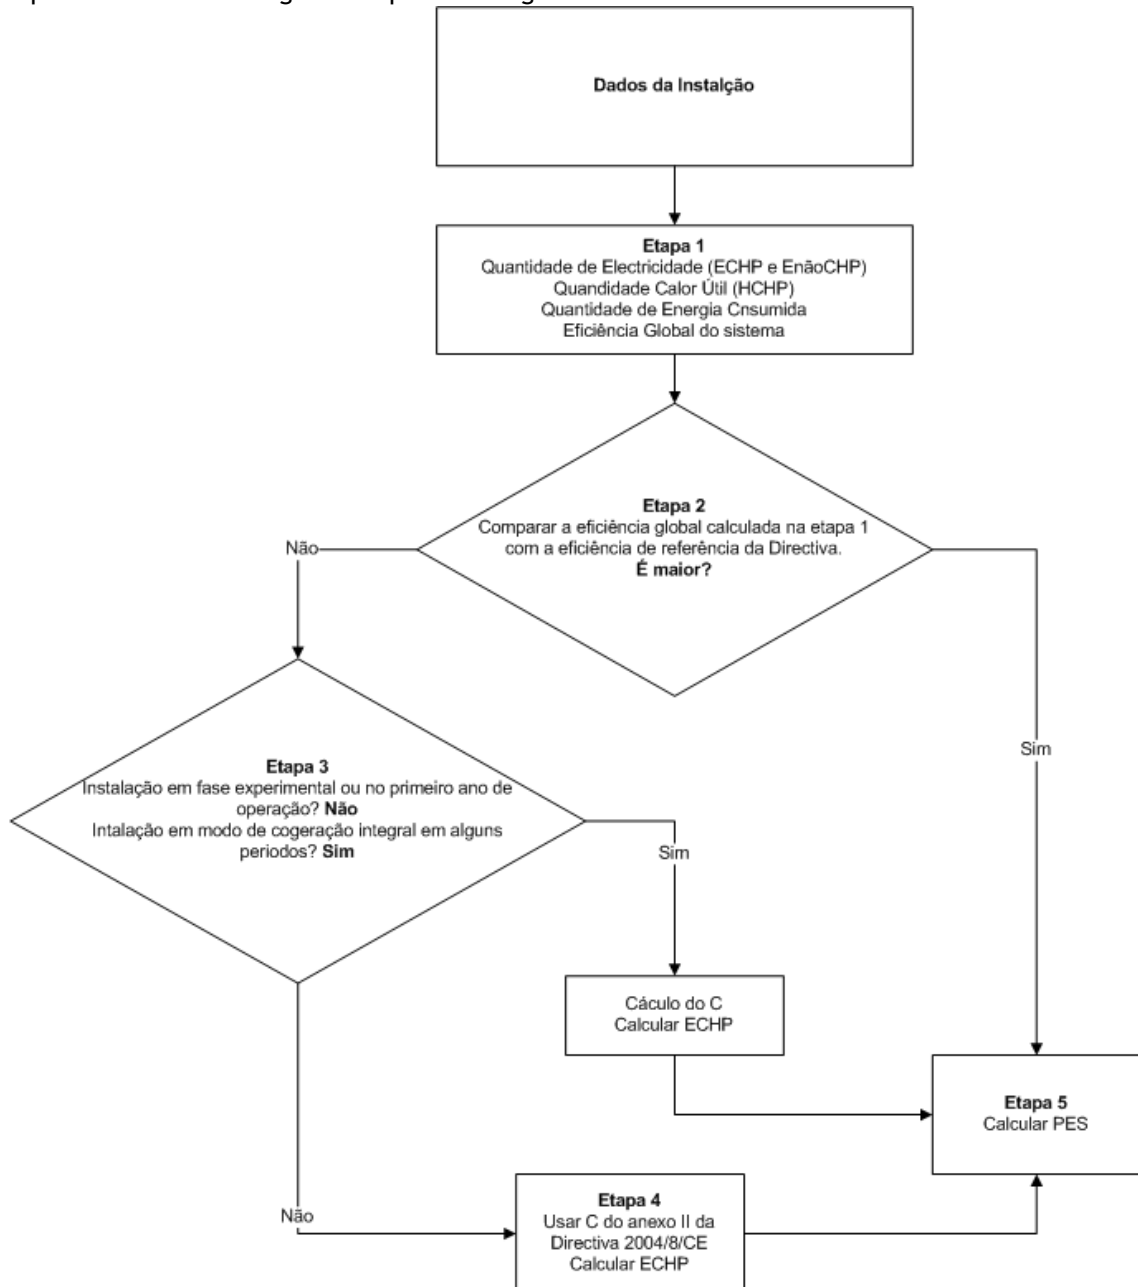 Dados da Instalção
Etapa 1
Quantidade de Electricidade (ECHP e EnãoCHP)
Quandidade Calor Útil (HCHP)
Quantidade de Energia Cnsumida
Eficiência Global do sistema
Etapa 2
Comparar a eficiência global calculada na etapa 1
com a eficiência de referência da Directiva.
É maior?
Não
Sim
Etapa 3
Instalação em fase experimental ou no primeiro ano de
operação? Não
Intalação em modo de cogeração integral em alguns
periodos? Sim
Sim
Cáculo do C
Calcular ECHP
Etapa 5
Calcular PES
Não
Etapa 4
Usar C do anexo II da
Directiva 2004/8/CE
Calcular ECHP